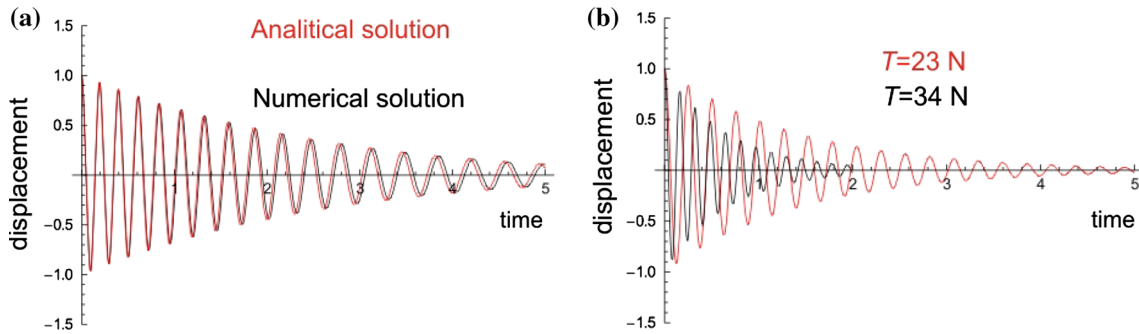 (a)
Analitical solution
Numerical solution
displacement
time
1.5
1.0
0.5
−0.5
−1.0
−1.5
1
2
3
4
5
(b)
T=23 N
T=34 N
displacement
time
1.5
1.0
0.5
−0.5
−1.0
−1.5
1
2
3
4
5